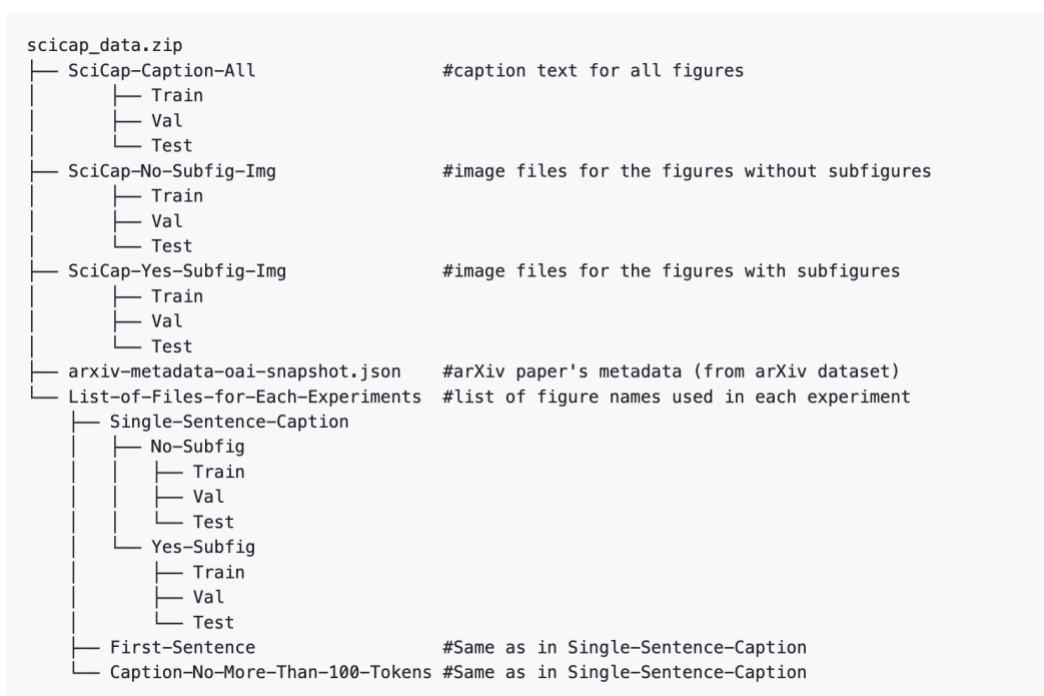 scicap_data.zip
├── SciCap-Caption-All #caption text for all figures
│ ├── Train
│ ├── Val
│ └── Test
├── SciCap-No-Subfig-Img #image files for the figures without subfigures
│ ├── Train
│ ├── Val
│ └── Test
├── SciCap-Yes-Subfig-Img #image files for the figures with subfigures
│ ├── Train
│ ├── Val
│ └── Test
├── arxiv-metadata-oai-snapshot.json #arXiv paper's metadata (from arXiv dataset)
└── List-of-Files-for-Each-Experiments #list of figure names used in each experiment
├── Single-Sentence-Caption
│ ├── No-Subfig
│ │ ├── Train
│ │ ├── Val
│ │ └── Test
│ └── Yes-Subfig
│ ├── Train
│ ├── Val
│ └── Test
├── First-Sentence #Same as in Single-Sentence-Caption
└── Caption-No-More-Than-100-Tokens #Same as in Single-Sentence-Caption